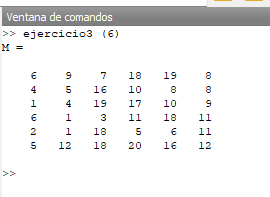 Ventana de comandos
>> ejercicio3 (6)
M =
6 9 7 18 19 8
4 5 16 10 8 8
1 4 19 17 10 9
6 1 3 11 18 11
2 1 18 5 6 11
5 12 18 20 16 12
>>